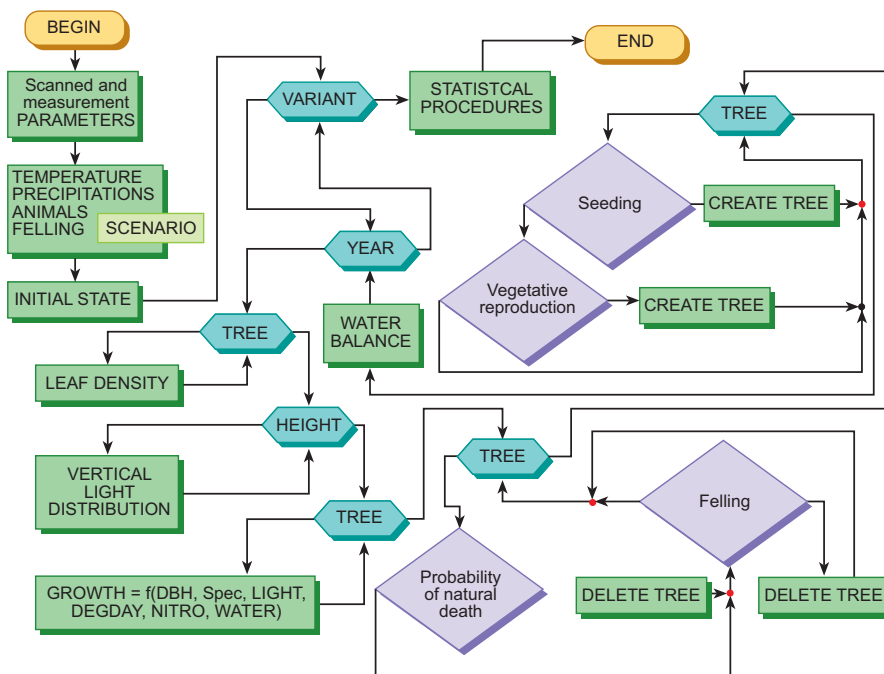 BEGIN
Scanned and
measurement
PARAMETERS
TEMPERATURE
PRECIPITATIONS
ANIMALS
FELLING
SCENARIO
INITIAL STATE
VARIANT
STATISTCAL
PROCEDURES
END
YEAR
WATER
BALANCE
TREE
LEAF DENSITY
HEIGHT
VERTICAL
LIGHT
DISTRIBUTION
TREE
GROWTH = f(DBH, Spec, LIGHT,
DEGDAY, NITRO, WATER)
TREE
Probability
of natural
death
DELETE TREE
Felling
DELETE TREE
TREE
Seeding
CREATE TREE
Vegetative
reproduction
CREATE TREE